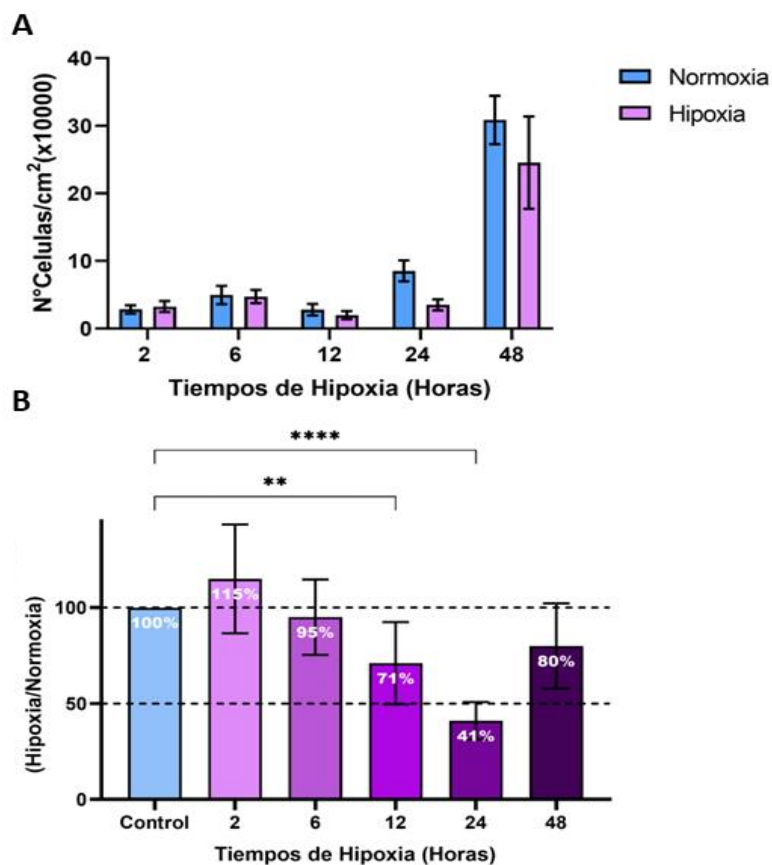 A
40
30
20
10
0
N°Celulas/cm²(x10000)
Normoxia
Hipoxia
2 6 12 24 48
Tiempos de Hipoxia (Horas)
B
****
**
100
50
0
(Hipoxia/Normoxia)
100% 115% 95% 71% 41% 80%
Control 2 6 12 24 48
Tiempos de Hipoxia (Horas)